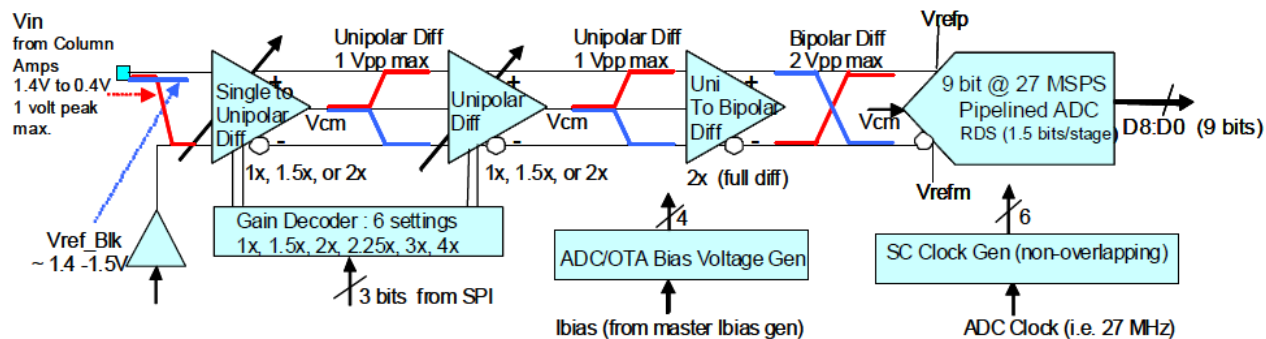 Vin
from Column
Amps
1.4V to 0.4V
1 volt peak
max.
Single to
Unipolar
Diff
+
-
1x, 1.5x, or 2x
Unipolar Diff
1 Vpp max
Vcm
Unipolar
Diff
+
-
1x, 1.5x, or 2x
Unipolar Diff
1 Vpp max
Vcm
Uni
To Bipolar
Diff
+
-
2x (full diff)
Bipolar Diff
2 Vpp max
Vcm
Vrefp
9 bit @ 27 MSPS
Pipelined ADC
RDS (1.5 bits/stage)
Vrefm
D8:D0 (9 bits)
Vref_Blk
~ 1.4 -1.5V
Gain Decoder : 6 settings
1x, 1.5x, 2x, 2.25x, 3x, 4x
3 bits from SPI
4
ADC/OTA Bias Voltage Gen
Ibias (from master Ibias gen)
6
SC Clock Gen (non-overlapping)
ADC Clock (i.e. 27 MHz)